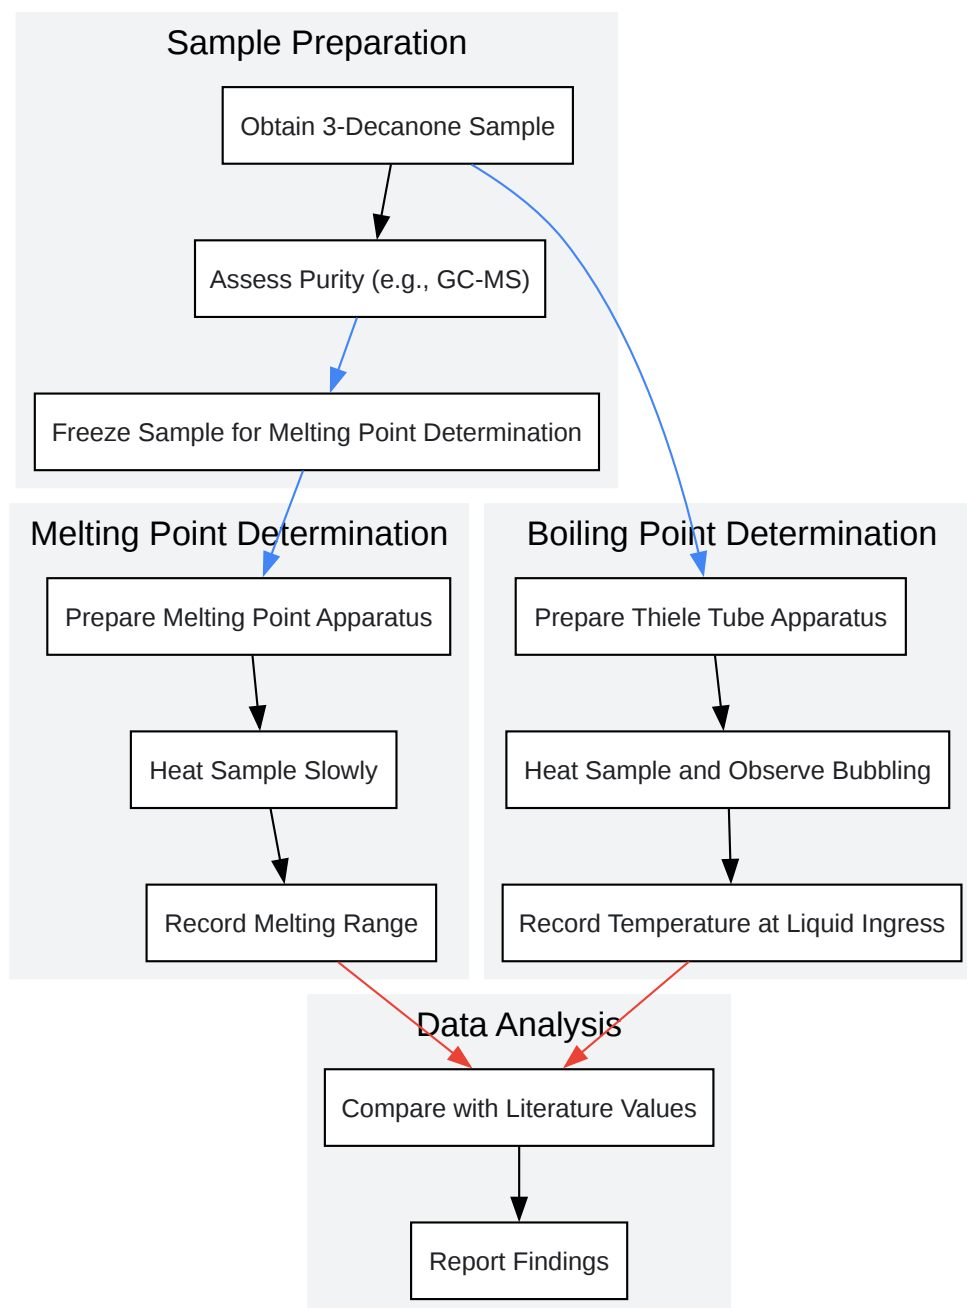 Sample Preparation
Obtain 3-Decanone Sample
Assess Purity (e.g., GC-MS)
Freeze Sample for Melting Point Determination
Melting Point Determination
Prepare Melting Point Apparatus
Heat Sample Slowly
Record Melting Range
Boiling Point Determination
Prepare Thiele Tube Apparatus
Heat Sample and Observe Bubbling
Record Temperature at Liquid Ingress
Data Analysis
Compare with Literature Values
Report Findings